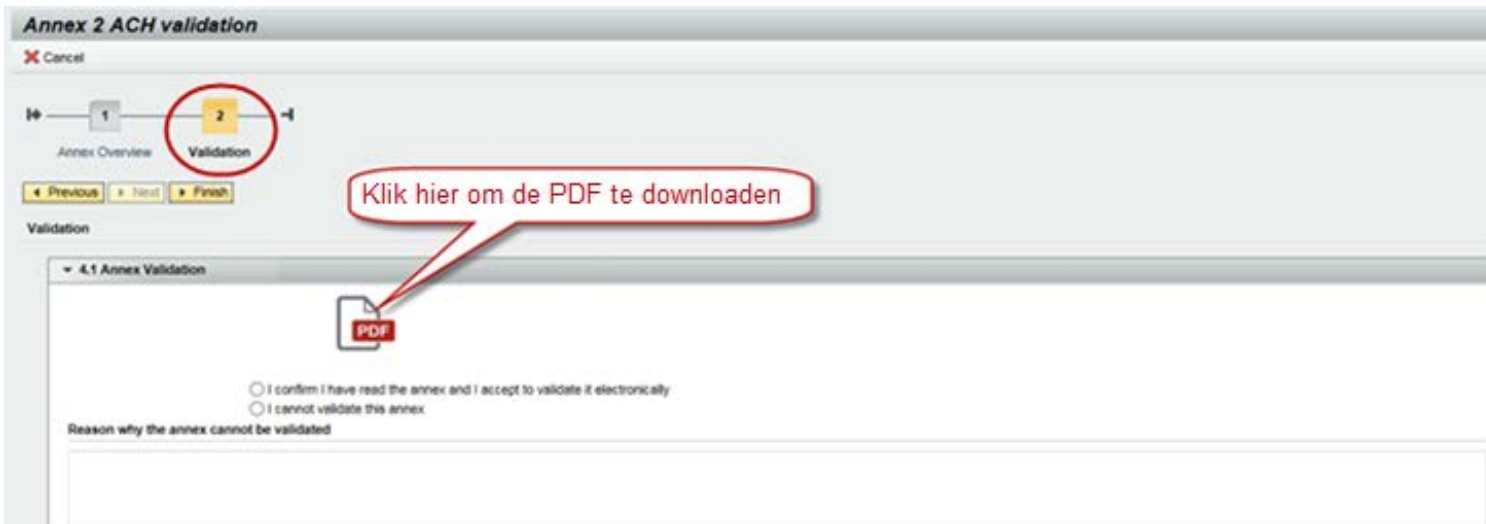 Annex 2 ACH validation
Cancel
1
2
Annex Overview
Validation
Previous
Next
Finish
Klik hier om de PDF te downloaden
Validation
4.1 Annex Validation
PDF
I confirm I have read the annex and I accept to validate it electronically
I cannot validate this annex
Reason why the annex cannot be validated